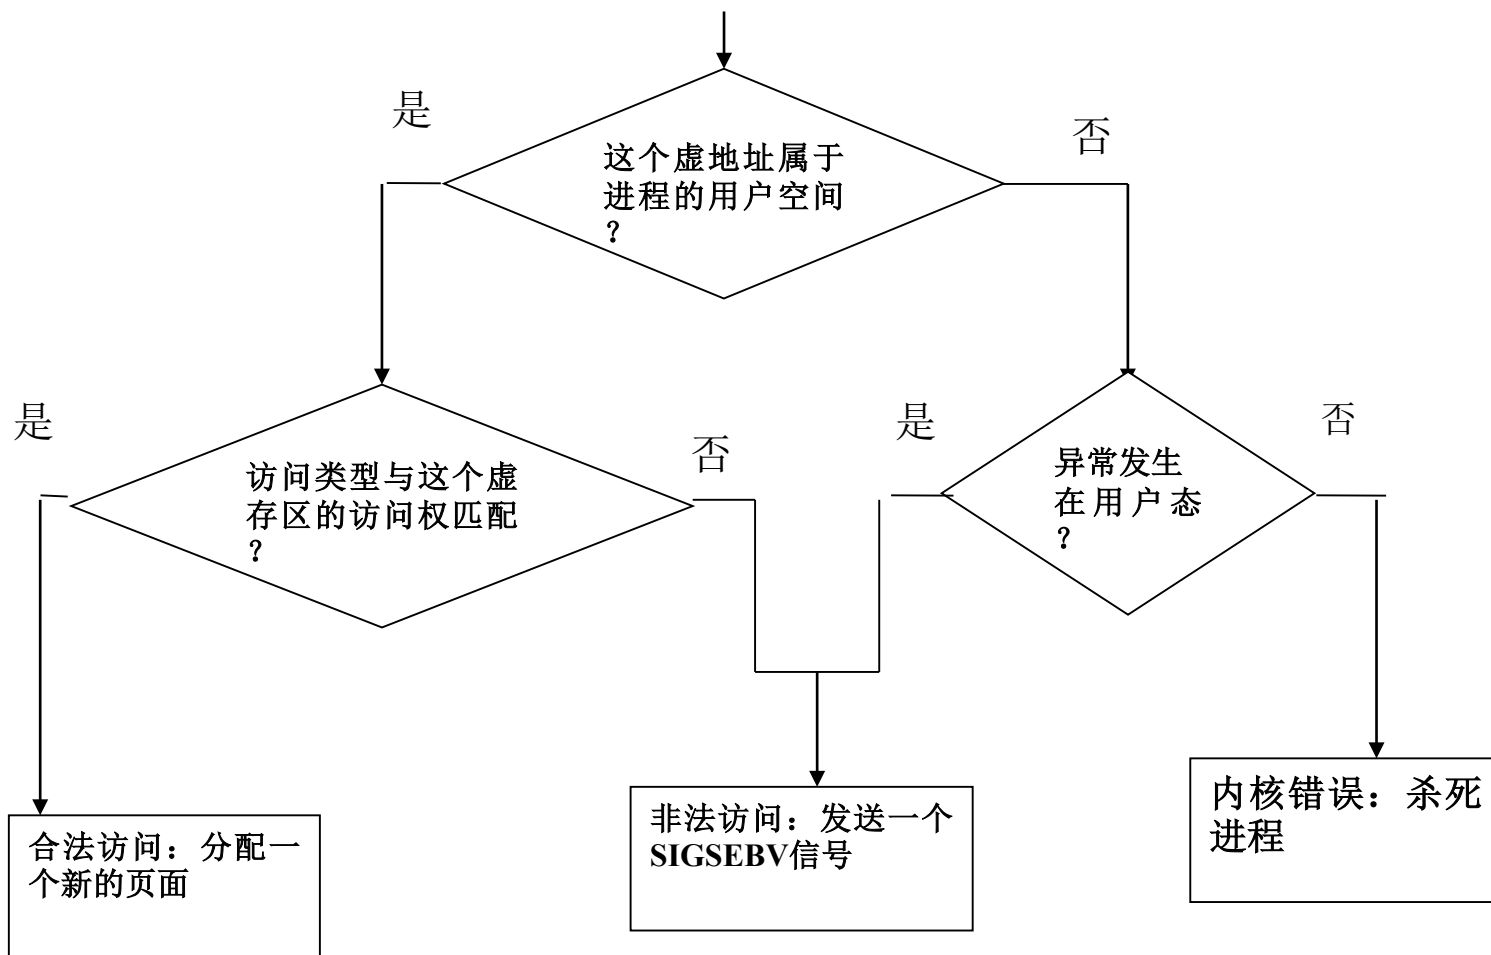 是
否
这个虚地址属于
进程的用户空间
？
是
否
是
否
访问类型与这个虚
存区的访问权匹配
？
异常发生
在用户态
？
合法访问：分配一
个新的页面
非法访问：发送一个
SIGSEBV信号
内核错误：杀死
进程